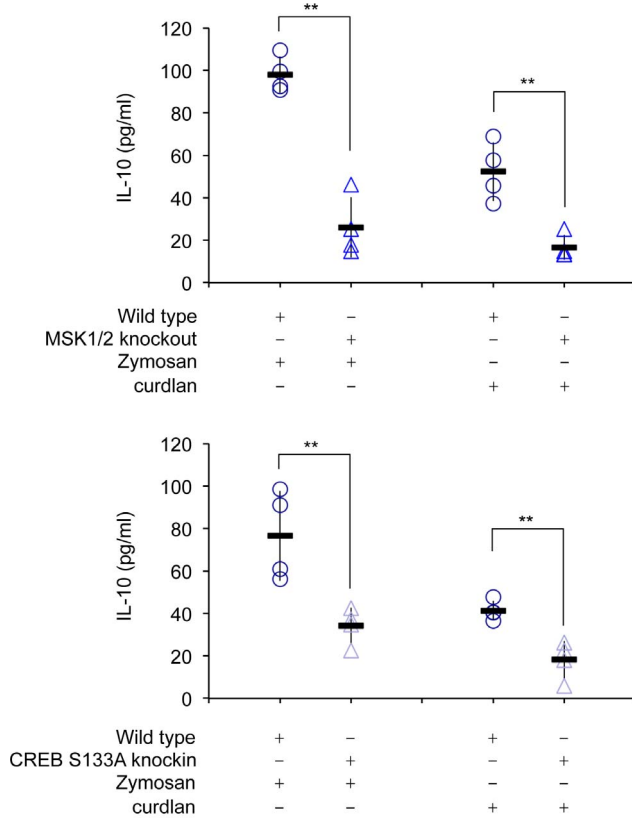 **
**
120
100
80
60
40
20
0
IL-10 (pg/ml)
Wild type + – + –
MSK1/2 knockout – + – +
Zymosan + + – –
curdlan – – + +
**
**
120
100
80
60
40
20
0
IL-10 (pg/ml)
Wild type + – + –
CREB S133A knockin – + – +
Zymosan + + – –
curdlan – – + +